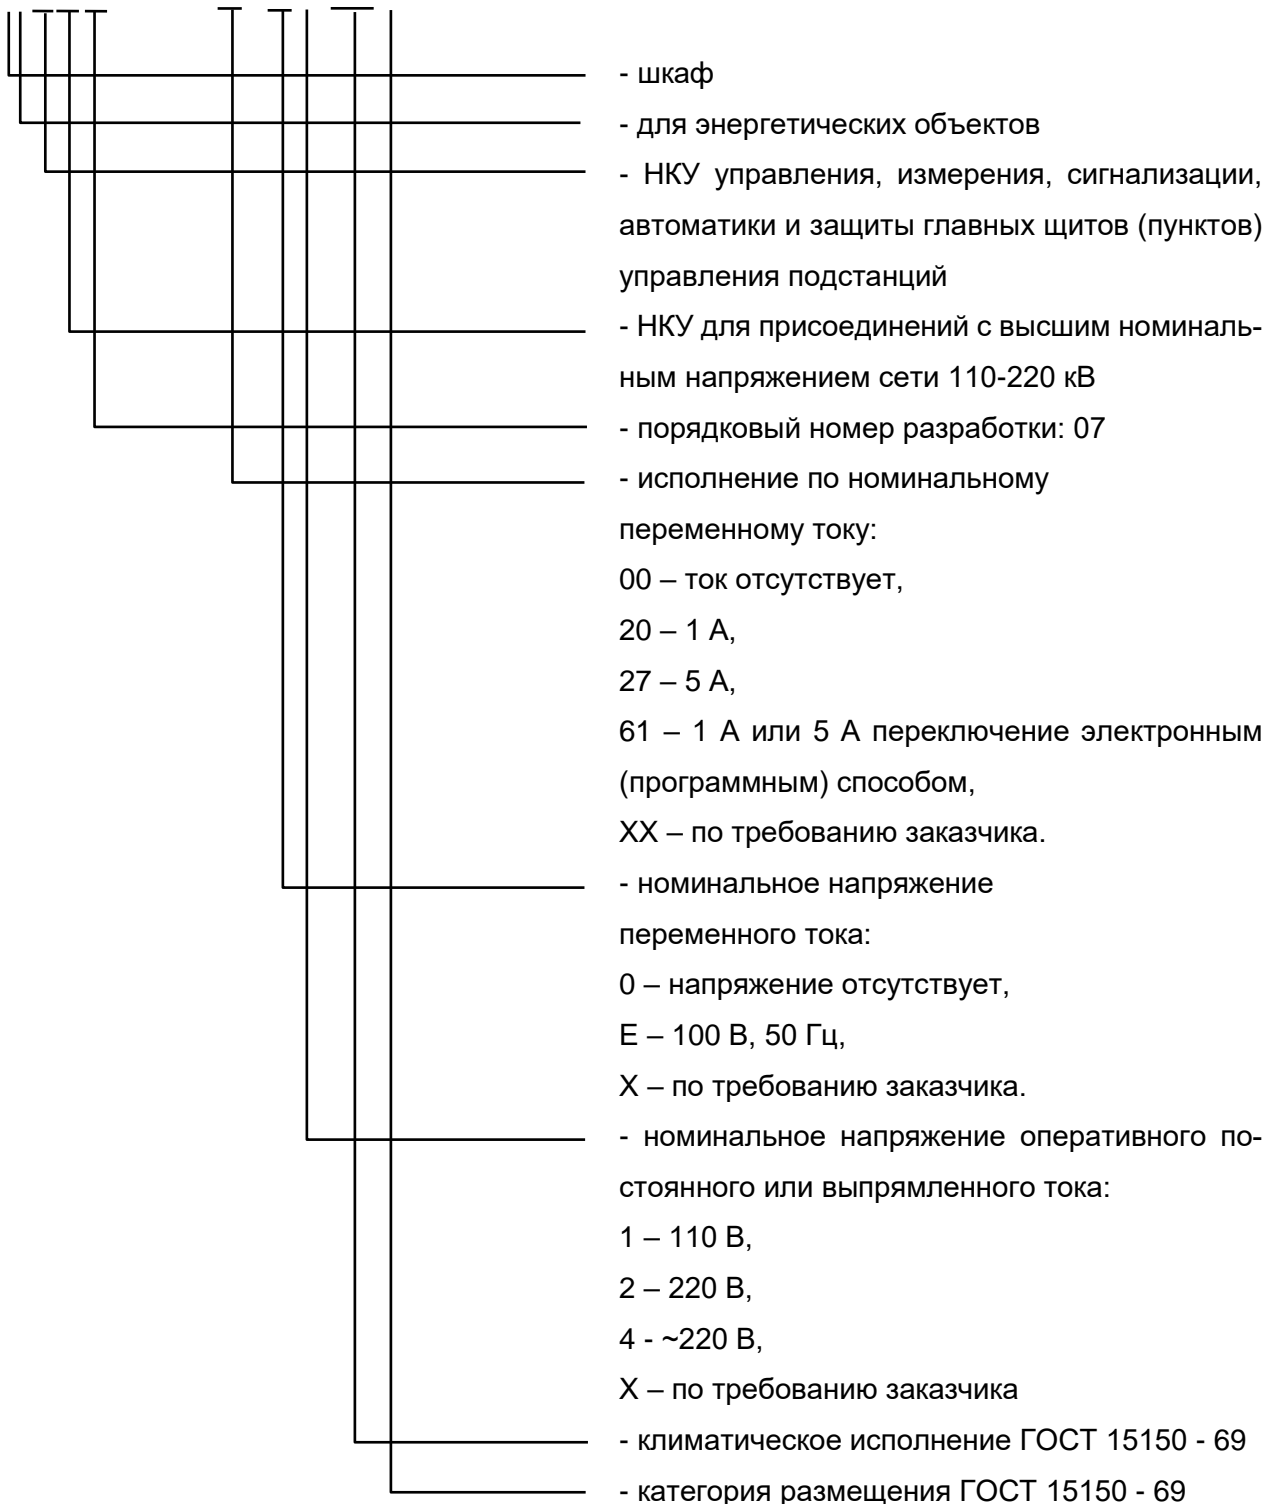 - шкаф
- для энергетических объектов
- НКУ управления, измерения, сигнализации,
автоматики и защиты главных щитов (пунктов)
управления подстанций
- НКУ для присоединений с высшим номиналь-
ным напряжением сети 110-220 кВ
- порядковый номер разработки: 07
- исполнение по номинальному
переменному току:
00 – ток отсутствует,
20 – 1 А,
27 – 5 А,
61 – 1 А или 5 А переключение электронным
(программным) способом,
ХХ – по требованию заказчика.
- номинальное напряжение
переменного тока:
0 – напряжение отсутствует,
Е – 100 В, 50 Гц,
Х – по требованию заказчика.
- номинальное напряжение оперативного по-
стоянного или выпрямленного тока:
1 – 110 В,
2 – 220 В,
4 - ~220 В,
Х – по требованию заказчика
- климатическое исполнение ГОСТ 15150 - 69
- категория размещения ГОСТ 15150 - 69